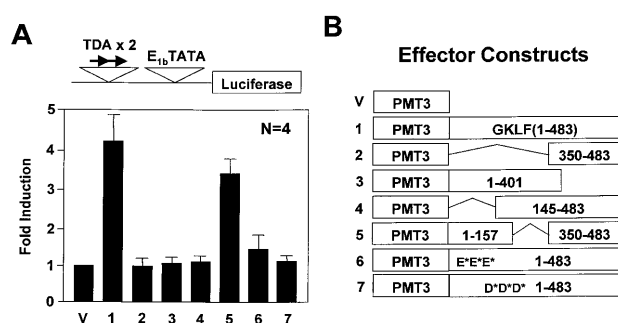 A
TDA x 2
E1bTATA
Luciferase
N=4
Fold Induction
5
4
3
2
1
0
V 1 2 3 4 5 6 7
B
Effector Constructs
V PMT3
1 PMT3 GKLF(1-483)
2 PMT3 350-483
3 PMT3 1-401
4 PMT3 145-483
5 PMT3 1-157 350-483
6 PMT3 E*E*E* 1-483
7 PMT3 D*D*D* 1-483